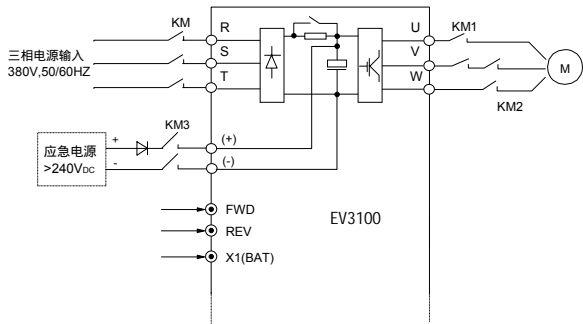 KM
R
U
KM1
三相电源输入
380V,50/60HZ
S
V
T
W
M
KM2
应急电源
>240VDC
+
-
KM3
(+)
(-)
FWD
REV
X1(BAT)
EV3100